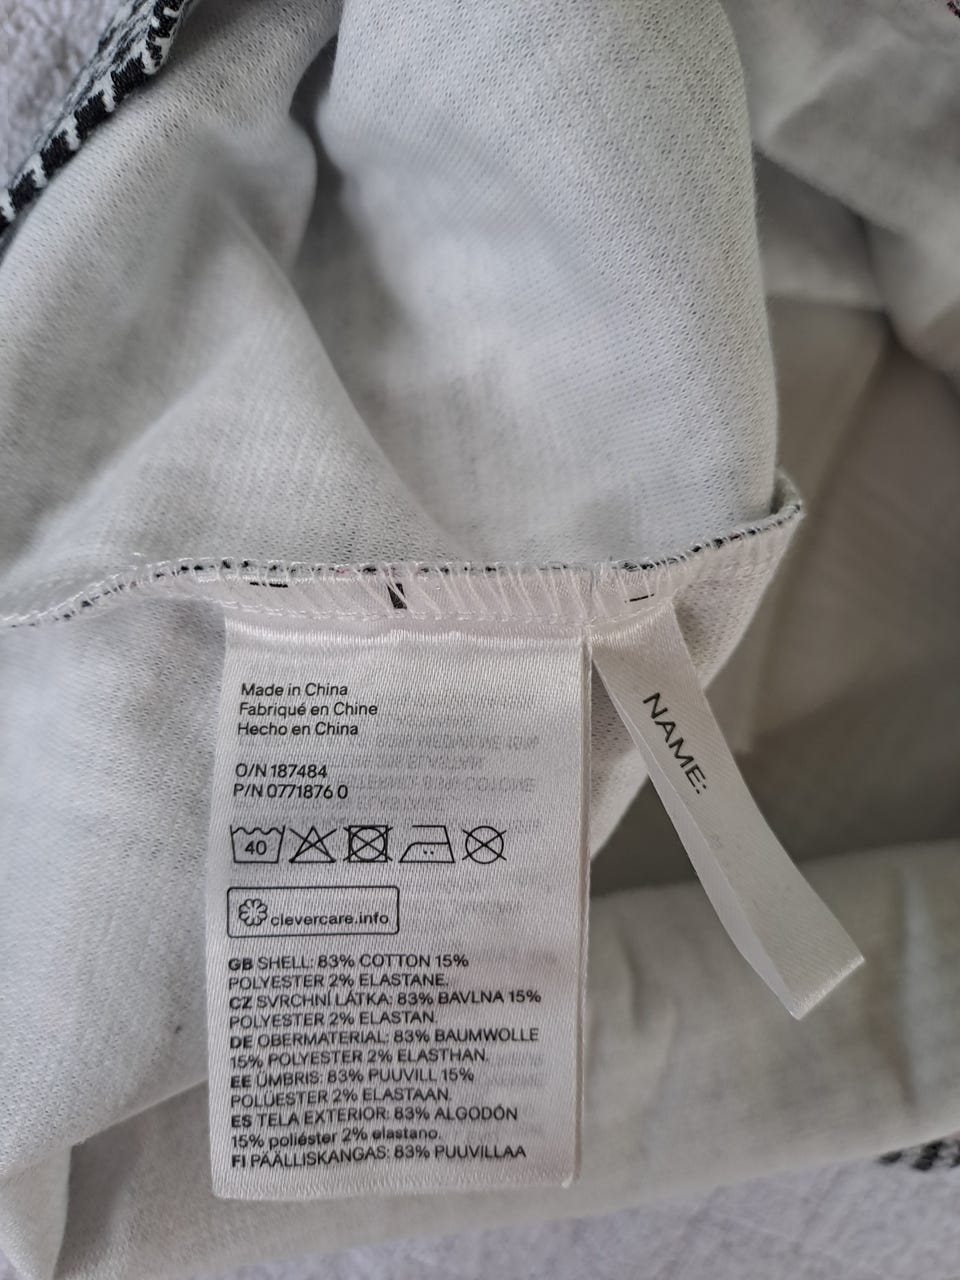 Made in China
Fabriqué en Chine
Hecho en China
O/N 187484
P/N 0771876 0
40
clevercare.info
GB SHELL: 83% COTTON 15%
POLYESTER 2% ELASTANE.
CZ SVRCHNÍ LÁTKA: 83% BAVLNA 15%
POLYESTER 2% ELASTAN.
DE OBERMATERIAL: 83% BAUMWOLLE
15% POLYESTER 2% ELASTHAN.
EE ÜMBRIS: 83% PUUVILL 15%
POLÜESTER 2% ELASTAAN.
ES TELA EXTERIOR: 83% ALGODÓN
15% poliéster 2% elastano.
FI PÄÄLLISKANGAS: 83% PUUVILLAA
NAME: